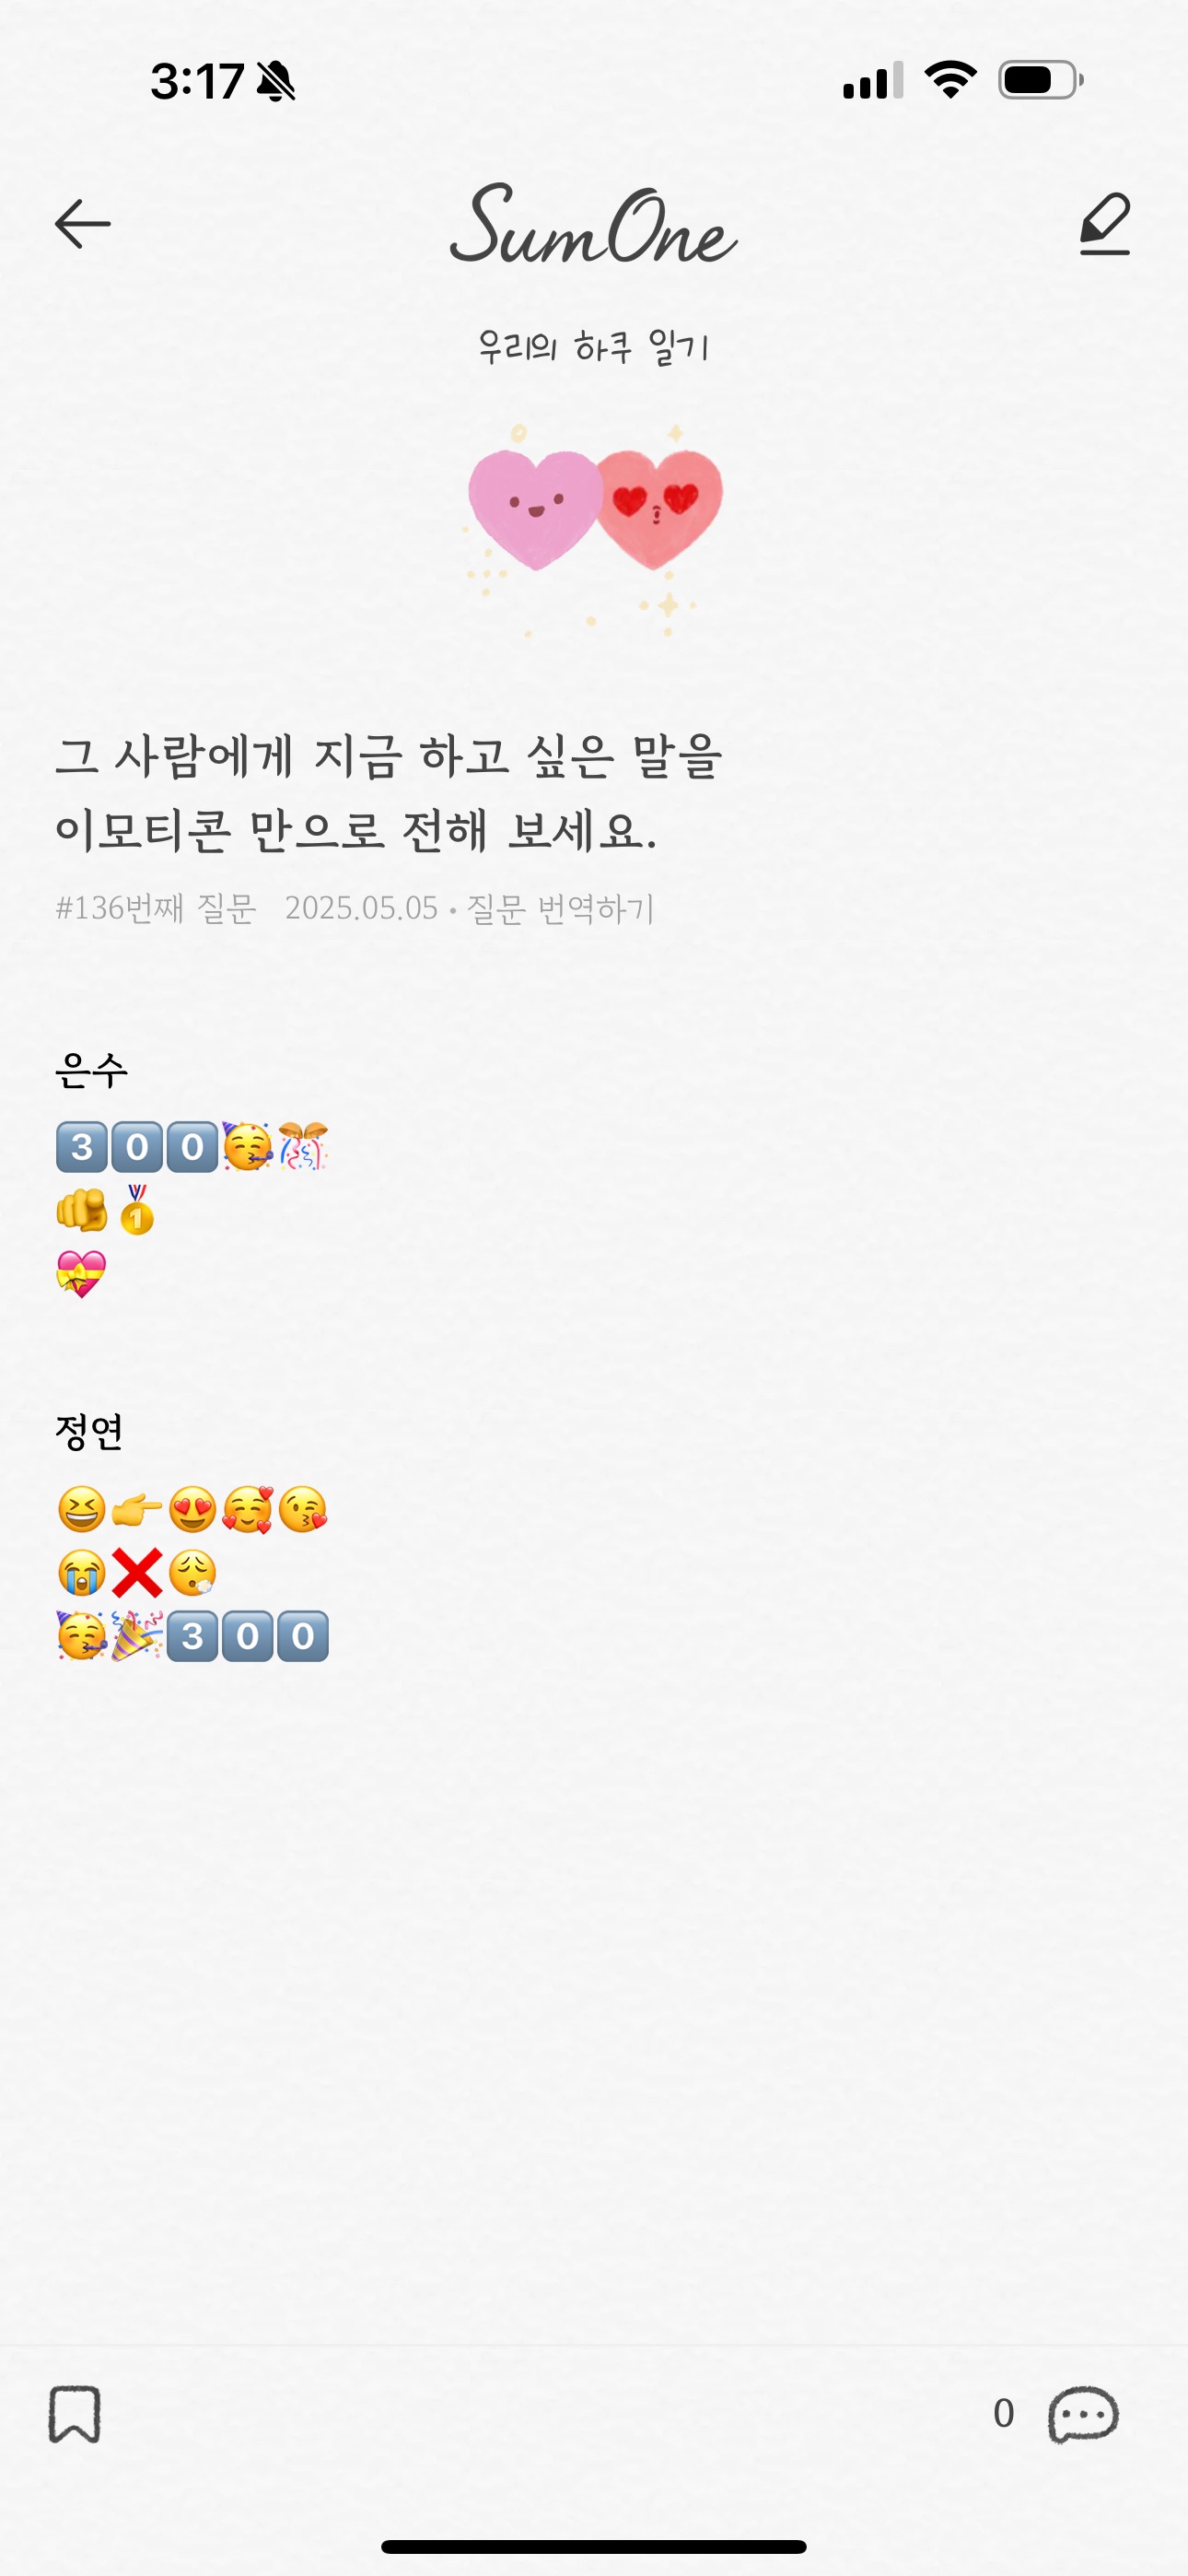 3:17
SumOne
우리의 하쿠 일기
그 사람에게 지금 하고 싶은 말을
이모티콘 만으로 전해 보세요.
#136번째 질문 2025.05.05 • 질문 번역하기
은수
3️⃣0️⃣0️⃣🥳🎊
🫵🥇
💝
정연
😆👉😍🥰😘
😭❌😮‍💨
🥳🎉3️⃣0️⃣0️⃣
0